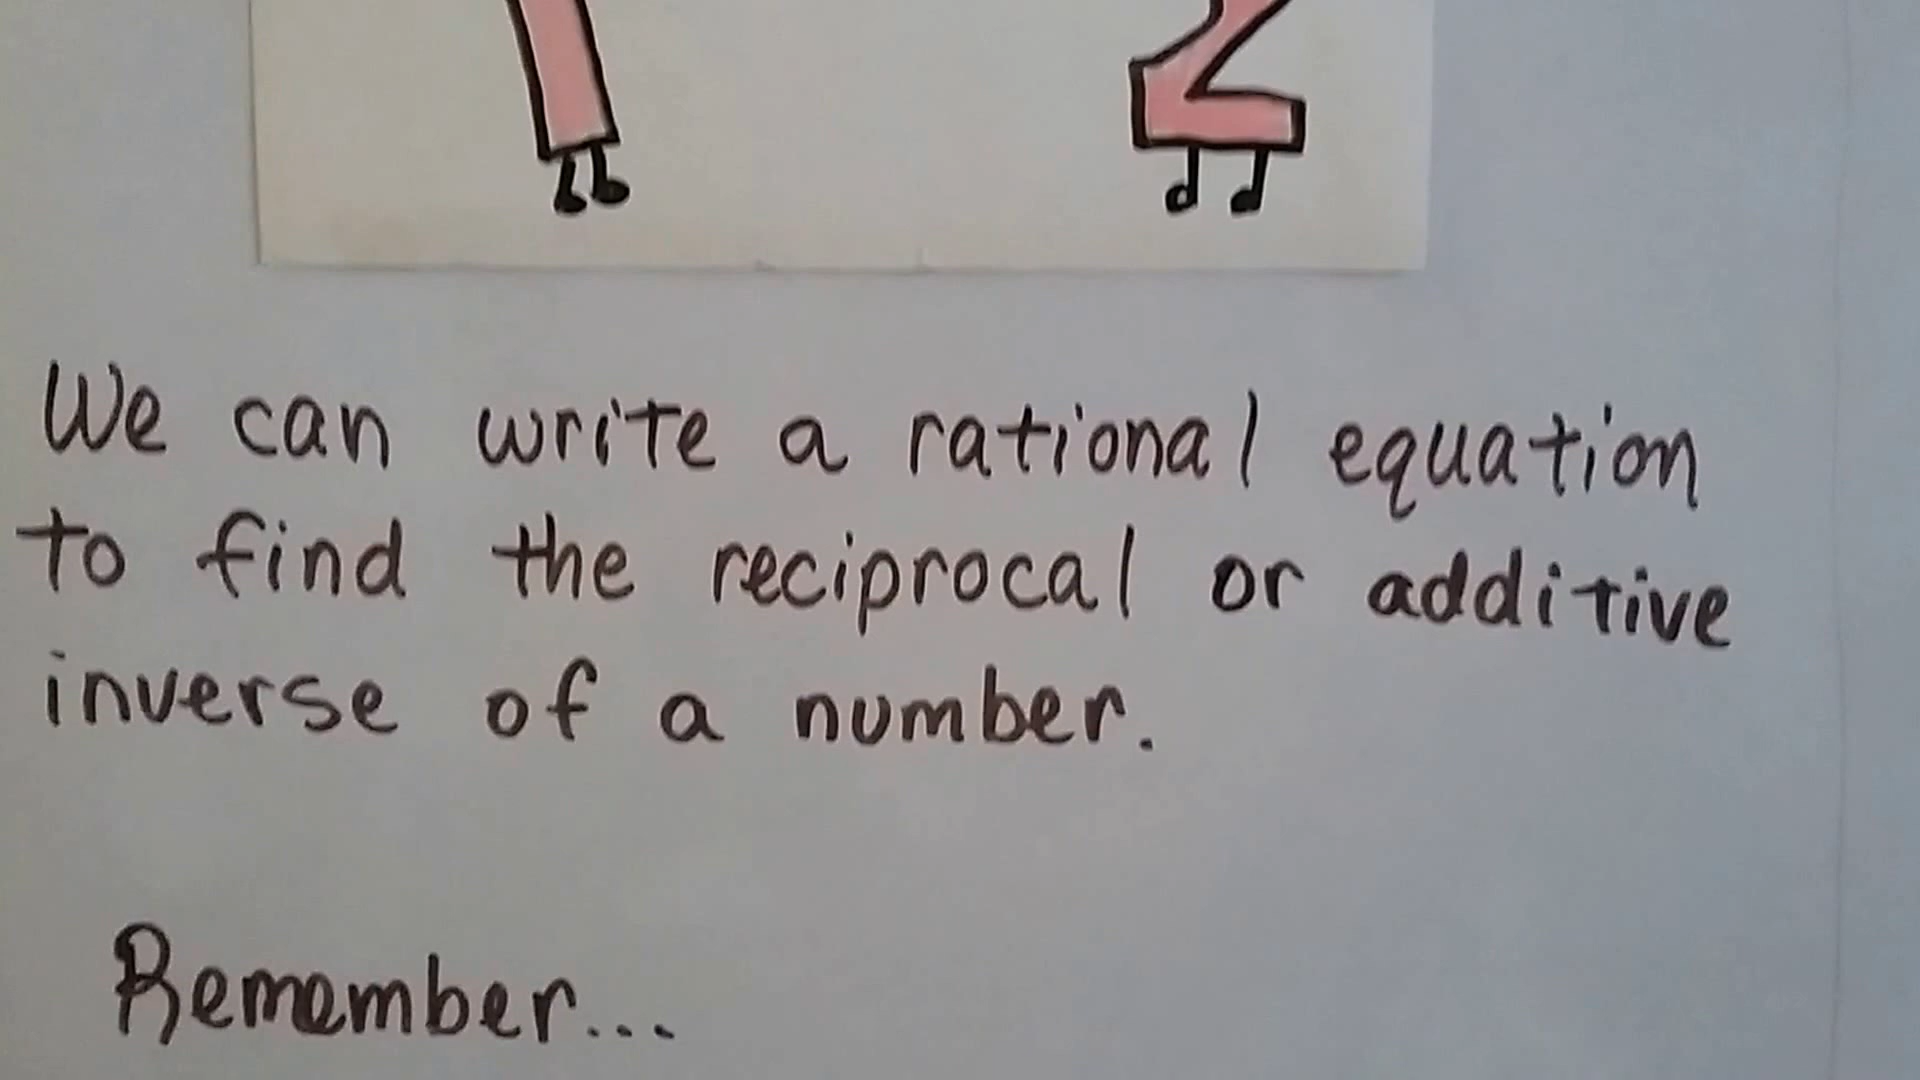 We can write a rational equation
to find the reciprocal or additive
inverse of a number.
Remember...